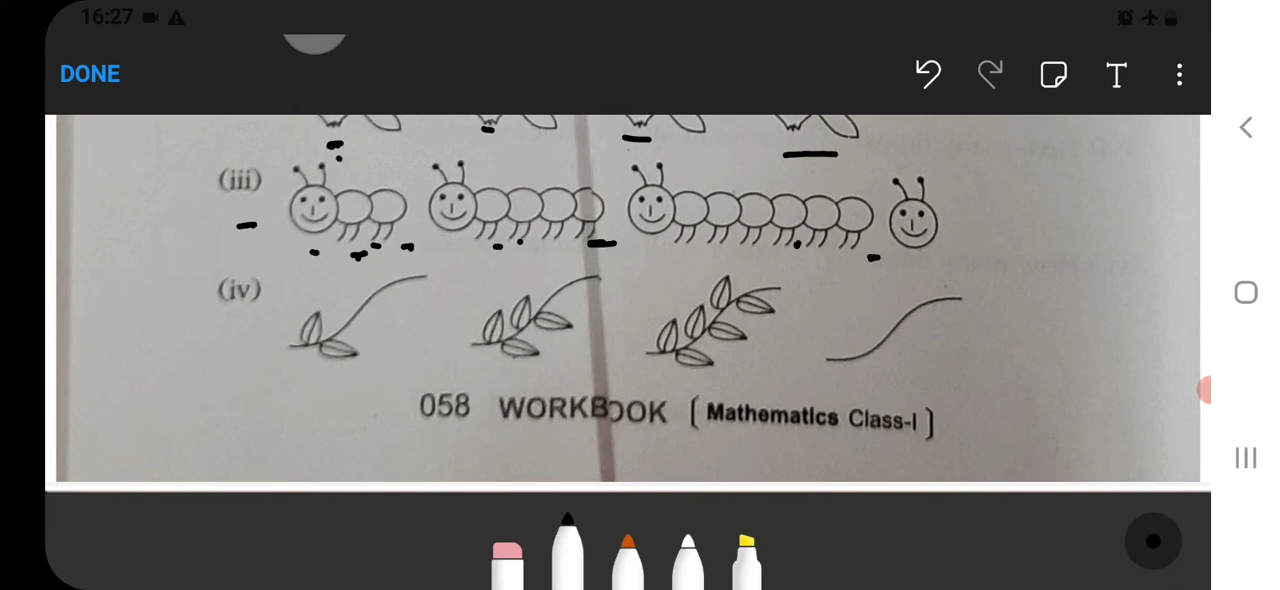 16:27
DONE
T
(iii)
(iv)
058 WORKBOOK [ Mathematics Class-I ]